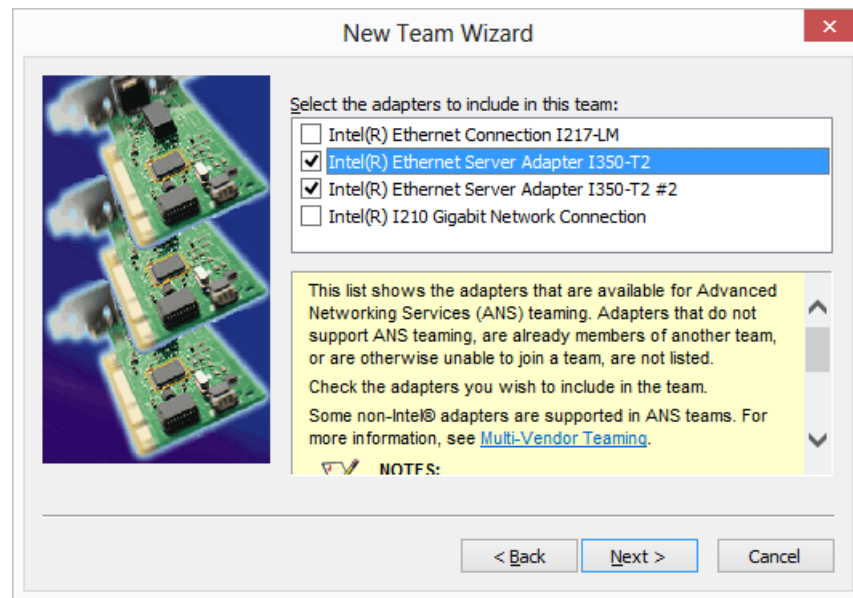 New Team Wizard
Select the adapters to include in this team:
Intel(R) Ethernet Connection I217-LM
Intel(R) Ethernet Server Adapter I350-T2
Intel(R) Ethernet Server Adapter I350-T2 #2
Intel(R) I210 Gigabit Network Connection
This list shows the adapters that are available for Advanced
Networking Services (ANS) teaming. Adapters that do not
support ANS teaming, are already members of another team,
or are otherwise unable to join a team, are not listed.
Check the adapters you wish to include in the team.
Some non-Intel® adapters are supported in ANS teams. For
more information, see Multi-Vendor Teaming.
NOTES:
< Back
Next >
Cancel